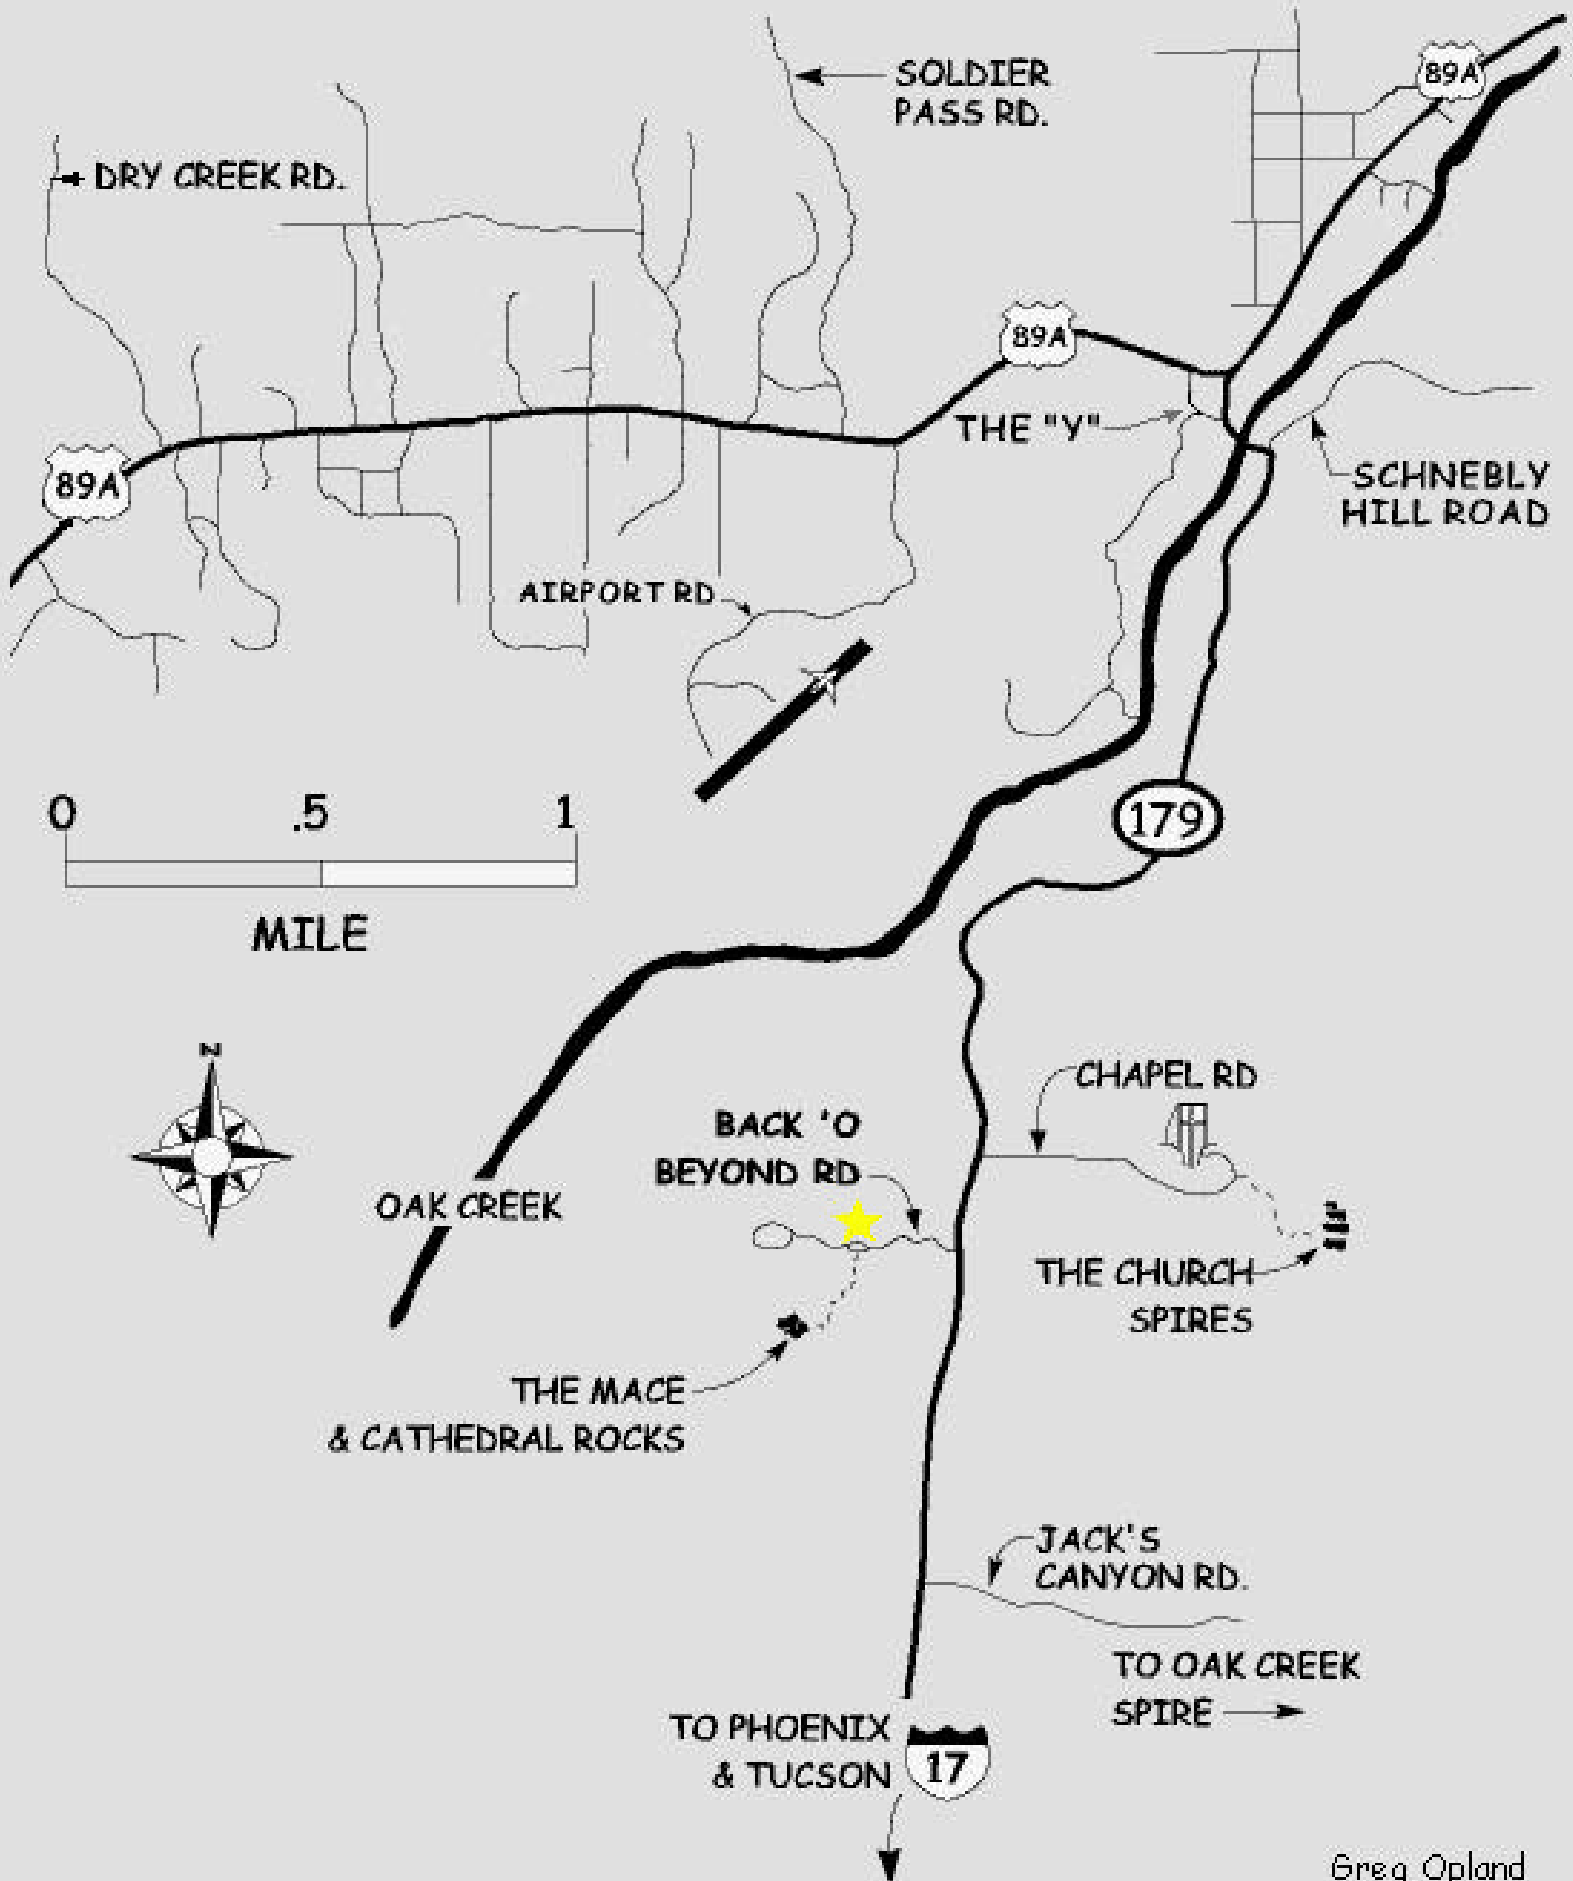 89A
SOLDIER
PASS RD.
DRY CREEK RD.
89A
THE "Y"
89A
SCHNEBLY
HILL ROAD
AIRPORT RD
0 .5 1
MILE
179
N
CHAPEL RD
BACK 'O
BEYOND RD
OAK CREEK
THE CHURCH
SPIRES
THE MACE
& CATHEDRAL ROCKS
JACK'S
CANYON RD.
TO OAK CREEK
SPIRE
TO PHOENIX
& TUCSON
17
Greg Opland